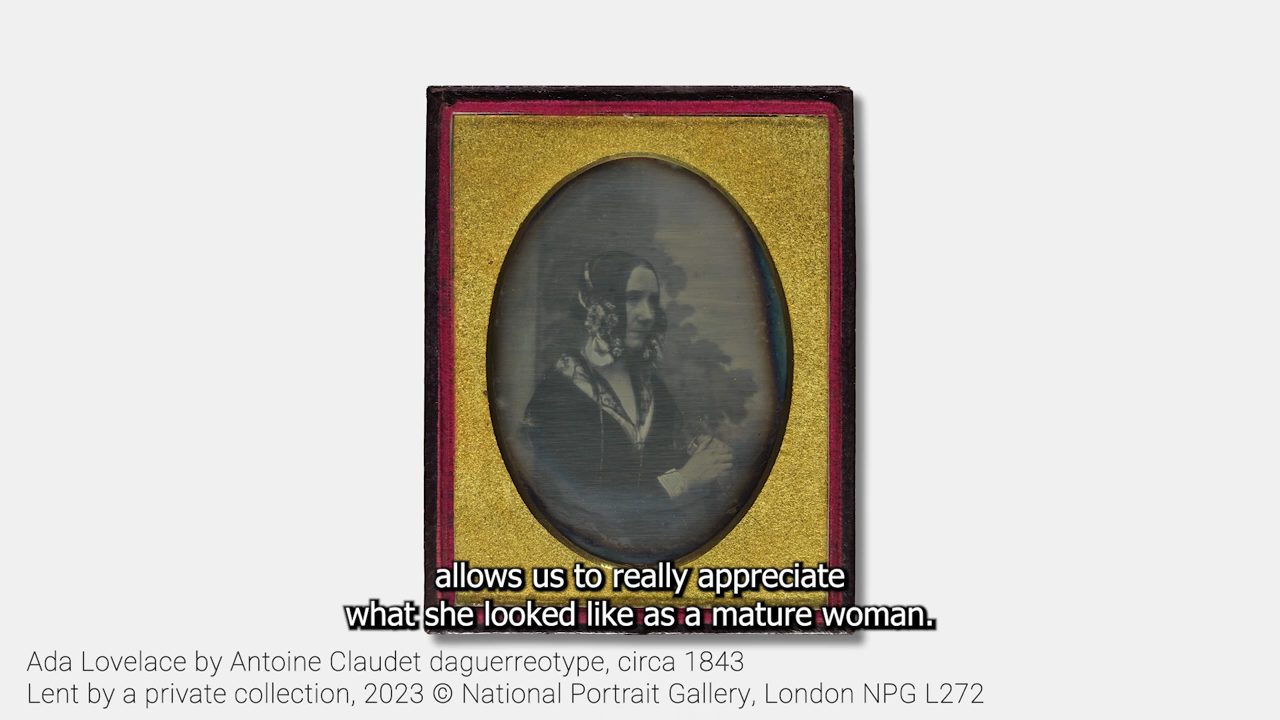 allows us to really appreciate
what she looked like as a mature woman.
Ada Lovelace by Antoine Claudet daguerreotype, circa 1843
Lent by a private collection, 2023 © National Portrait Gallery, London NPG L272